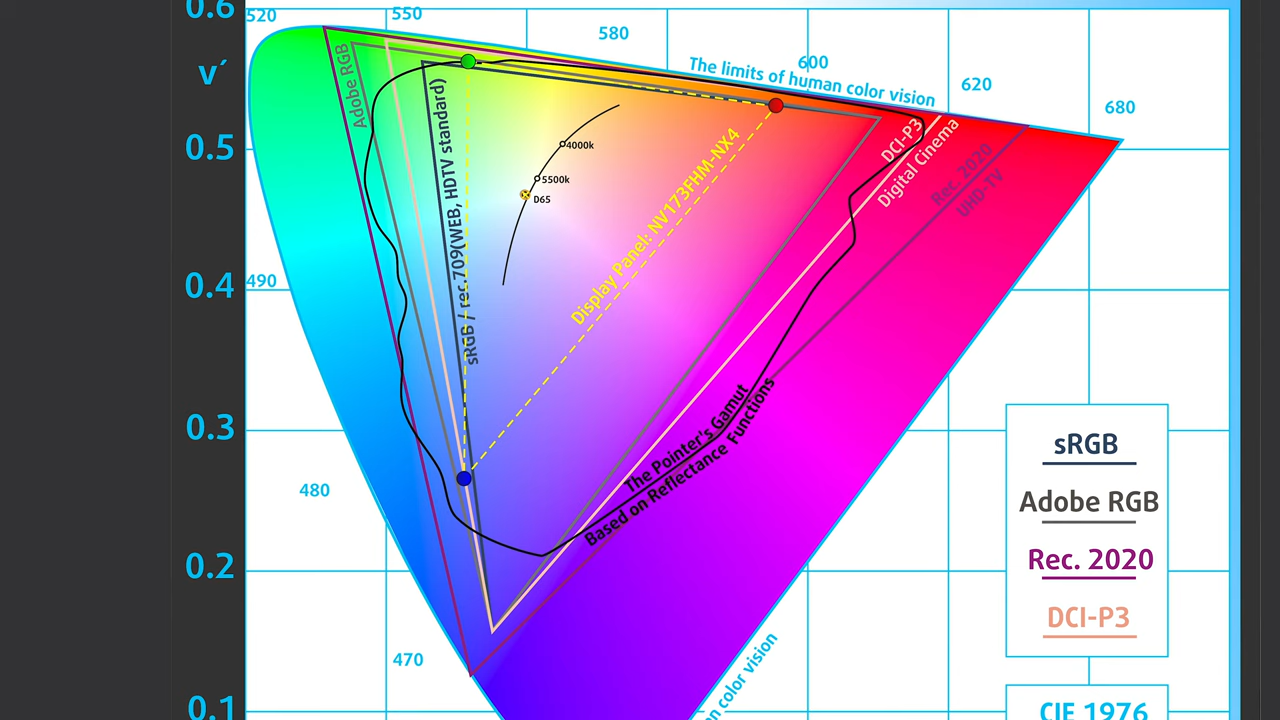 0.6
520
550
580
v´
600
The limits of human color vision
620
680
Adobe RGB
sRGB / rec.709(WEB, HDTV standard)
0.5
4000k
5500k
D65
Display Panel: NV173FHM-NX4
DCI-P3
Digital Cinema
Rec. 2020
UHD-TV
0.4
490
0.3
The Pointer's Gamut
Based on Reflectance Functions
480
sRGB
Adobe RGB
Rec. 2020
DCI-P3
0.2
470
color vision
0.1
CIE 1976